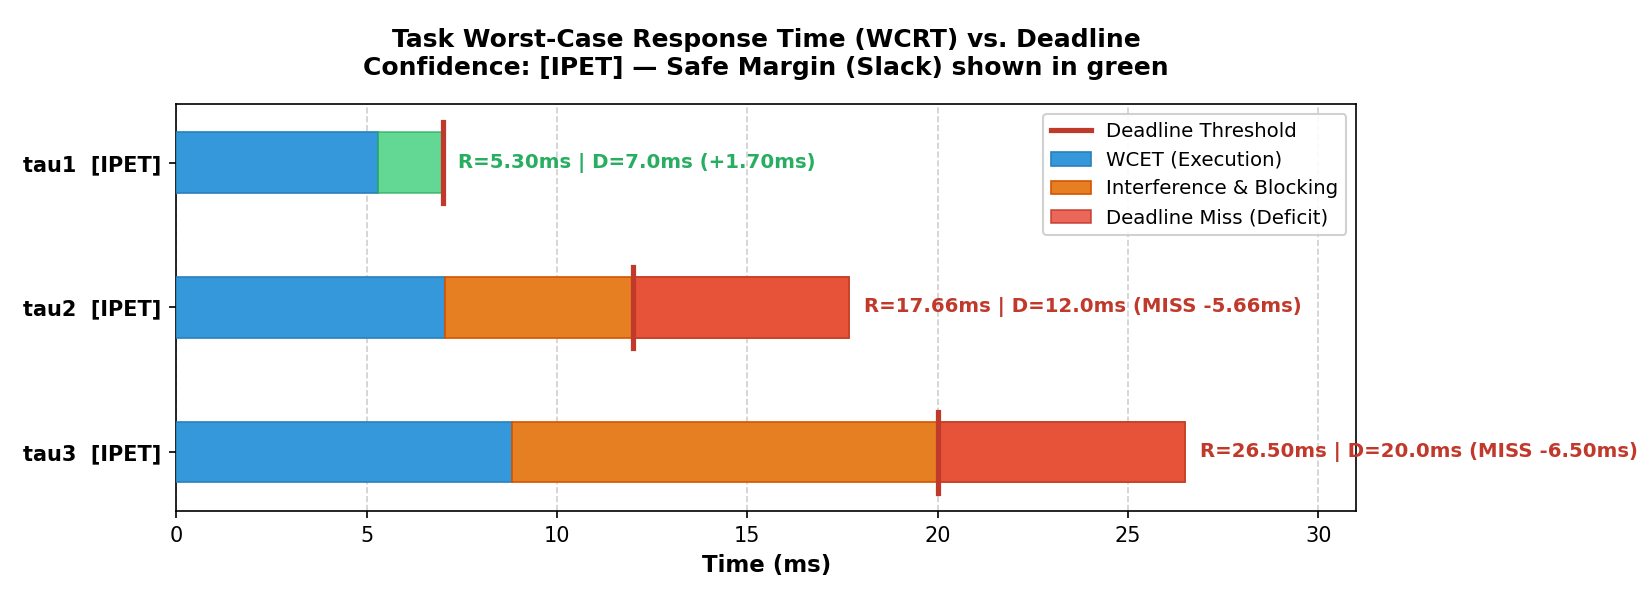 Task Worst-Case Response Time (WCRT) vs. Deadline
Confidence: [IPET] — Safe Margin (Slack) shown in green
Deadline Threshold
WCET (Execution)
Interference & Blocking
Deadline Miss (Deficit)
tau1 [IPET]
R=5.30ms | D=7.0ms (+1.70ms)
tau2 [IPET]
R=17.66ms | D=12.0ms (MISS -5.66ms)
tau3 [IPET]
R=26.50ms | D=20.0ms (MISS -6.50ms)
0 5 10 15 20 25 30
Time (ms)